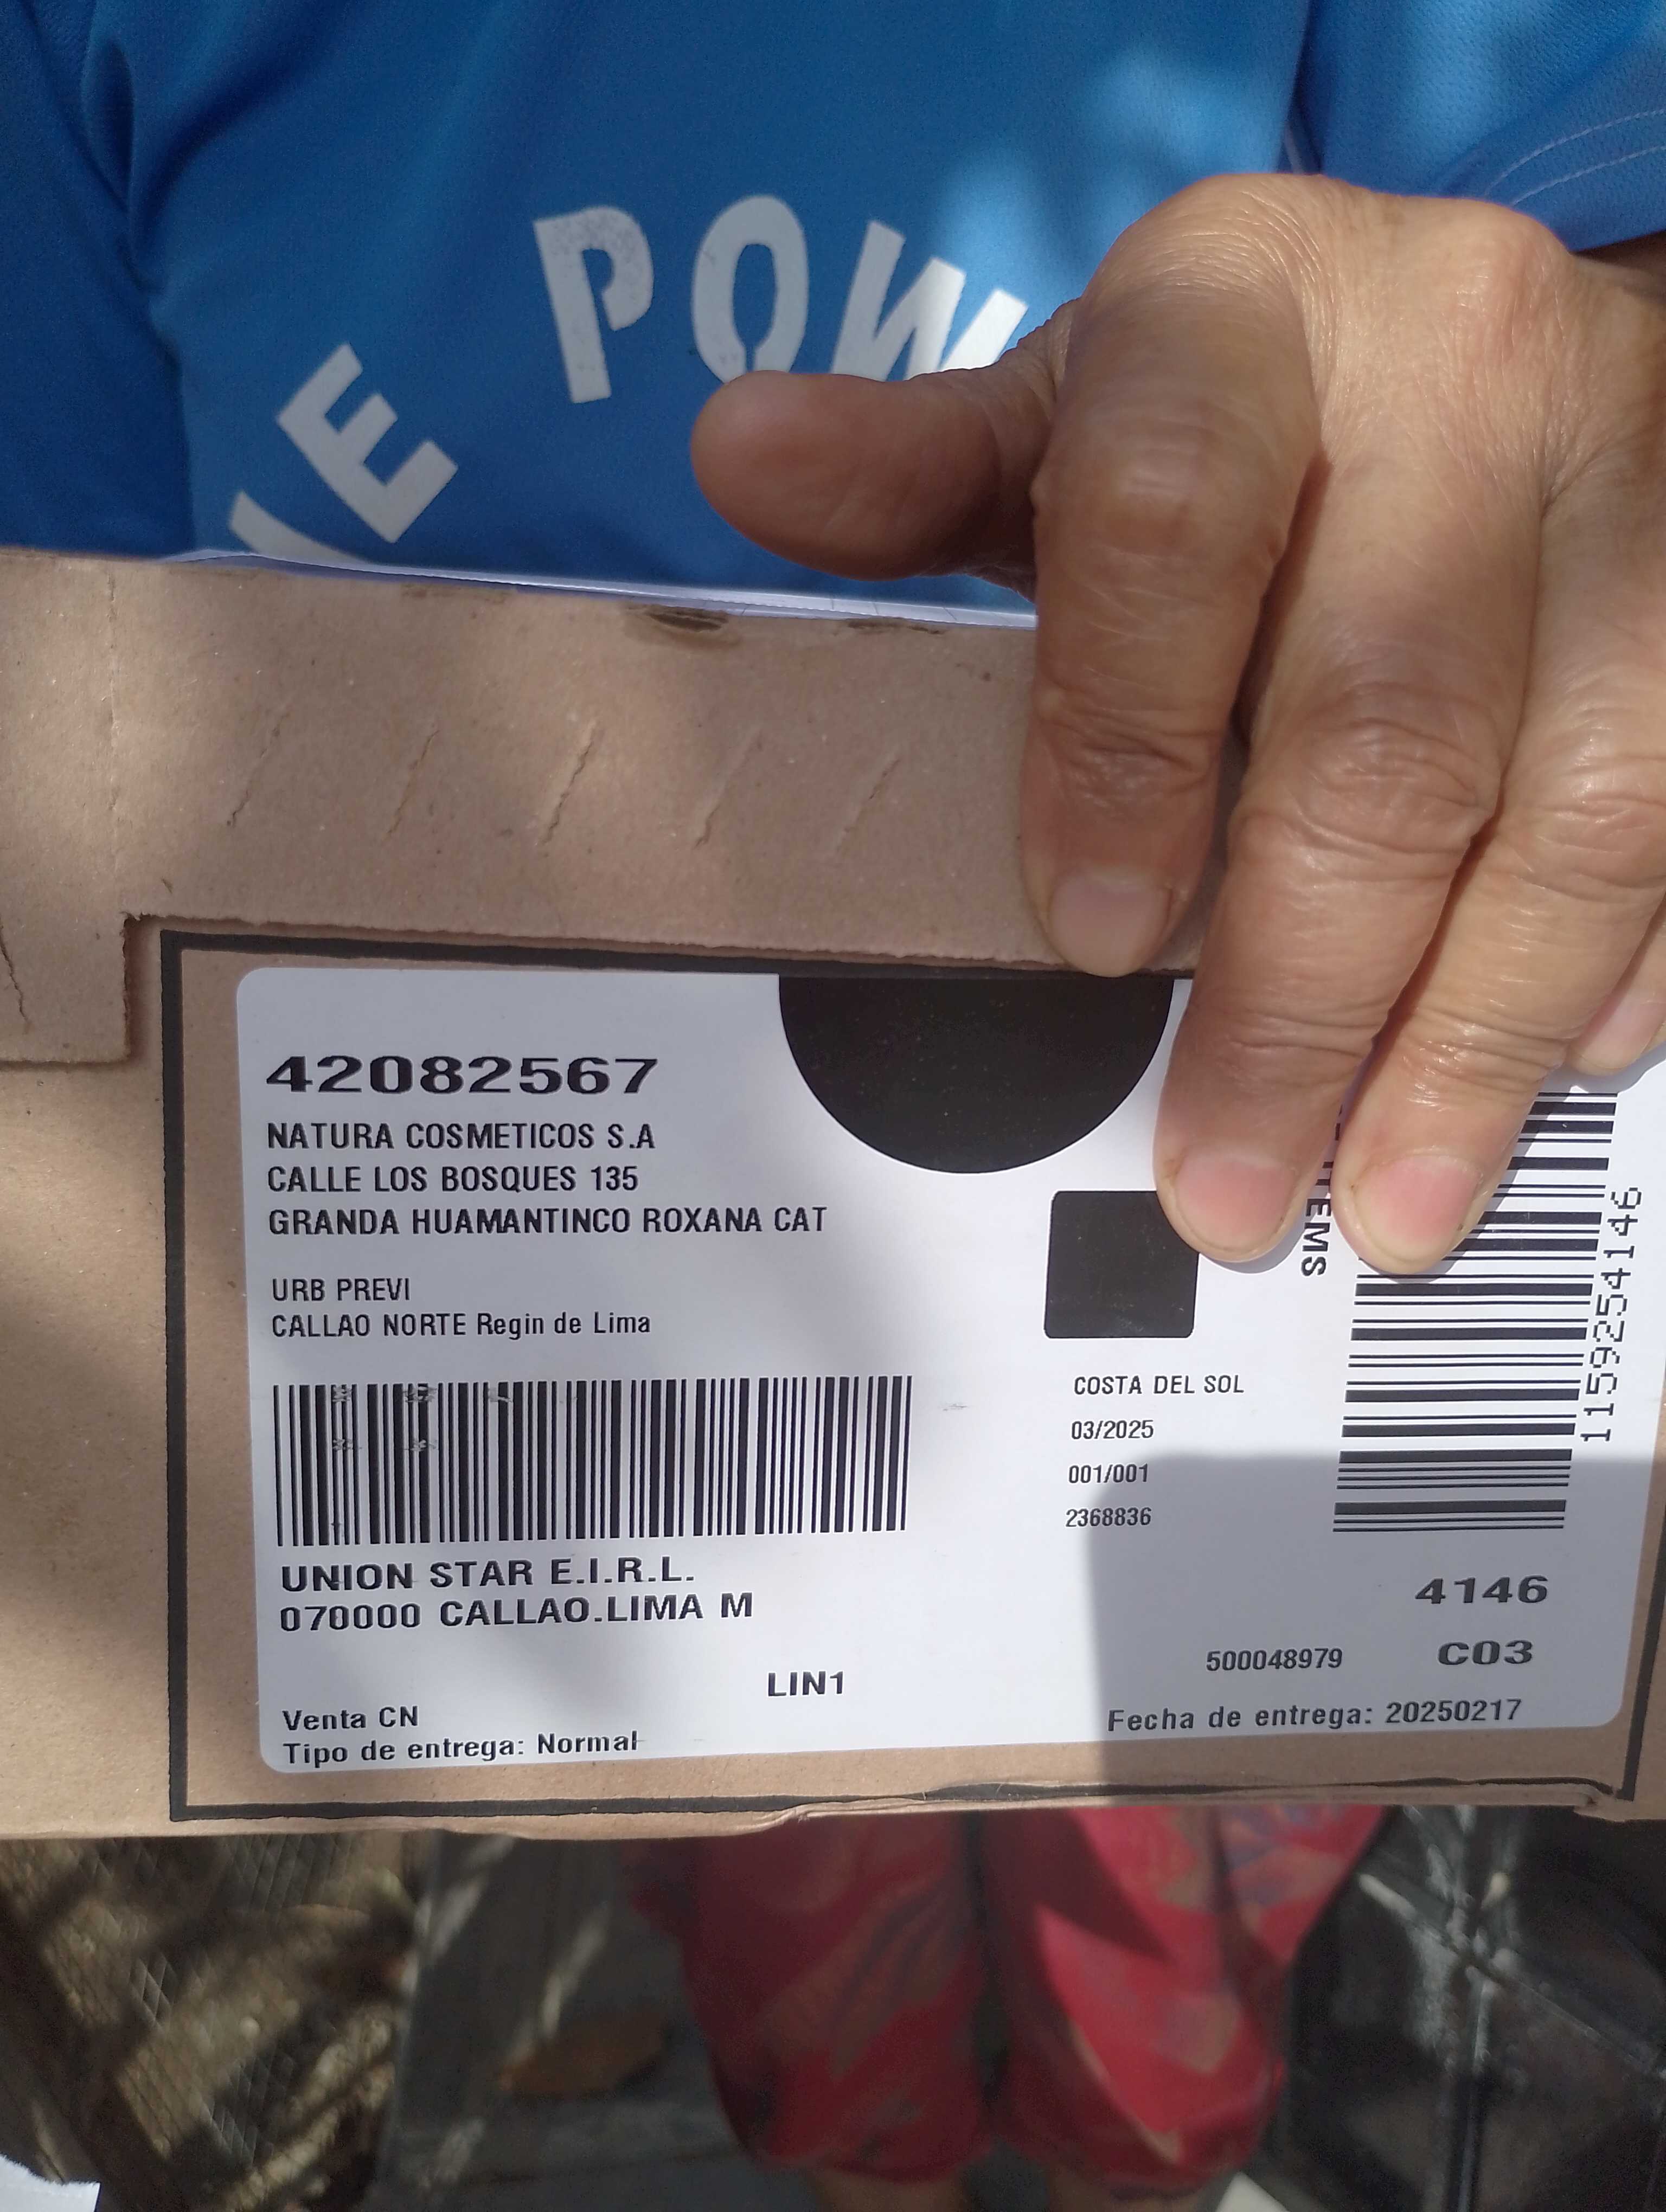 E POW
42082567
NATURA COSMETICOS S.A
CALLE LOS BOSQUES 135
GRANDA HUAMANTINCO ROXANA CAT
URB PREVI
CALLAO NORTE Regin de Lima
UNION STAR E.I.R.L.
070000 CALLAO.LIMA M
LIN1
Venta CN
Tipo de entrega: Normal
COSTA DEL SOL
03/2025
001/001
2368836
1159254146
4146
500048979 C03
Fecha de entrega: 20250217